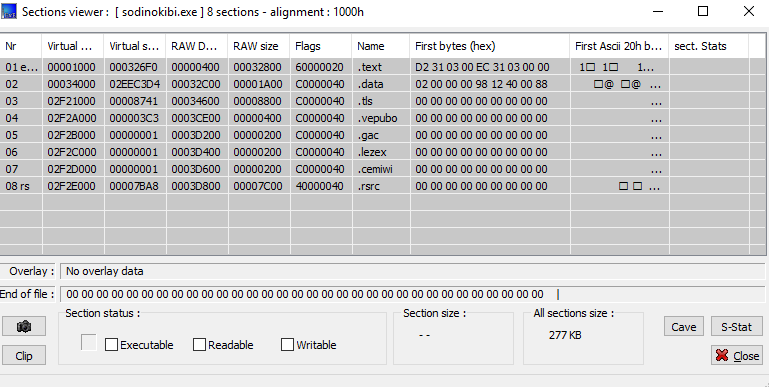 Sections viewer : [ sodinokibi.exe ] 8 sections - alignment : 1000h
Nr Virtual ... Virtual s... RAW D... RAW size Flags Name First bytes (hex) First Ascii 20h b... sect. Stats
01 e... 00001000 000326F0 00000400 00032800 60000020 .text D2 31 03 00 EC 31 03 00 00 1□ 1□ 1...
02 00034000 02EEC3D4 00032C00 00001A00 C0000040 .data 02 00 00 00 98 12 40 00 88 □@ □@ ...
03 02F21000 00008741 00034600 00008800 C0000040 .tls 00 00 00 00 00 00 00 00 00 ...
04 02F2A000 000003C3 0003CE00 00000400 C0000040 .vepubo 00 00 00 00 00 00 00 00 00 ...
05 02F2B000 00000001 0003D200 00000200 C0000040 .gac 00 00 00 00 00 00 00 00 00 ...
06 02F2C000 00000001 0003D400 00000200 C0000040 .lezex 00 00 00 00 00 00 00 00 00 ...
07 02F2D000 00000001 0003D600 00000200 C0000040 .cemiwi 00 00 00 00 00 00 00 00 00 ...
08 rs 02F2E000 00007BA8 0003D800 00007C00 40000040 .rsrc 00 00 00 00 00 00 00 00 00 □ □ ...
Overlay : No overlay data
End of file : 00 00 00 00 00 00 00 00 00 00 00 00 00 00 00 00 00 00 00 00 00 00 00 00 00 00 00 00 00 00 00 00
Section status : Section size : All sections size :
Executable Readable Writable - - 277 KB Cave S-Stat
Clip Close